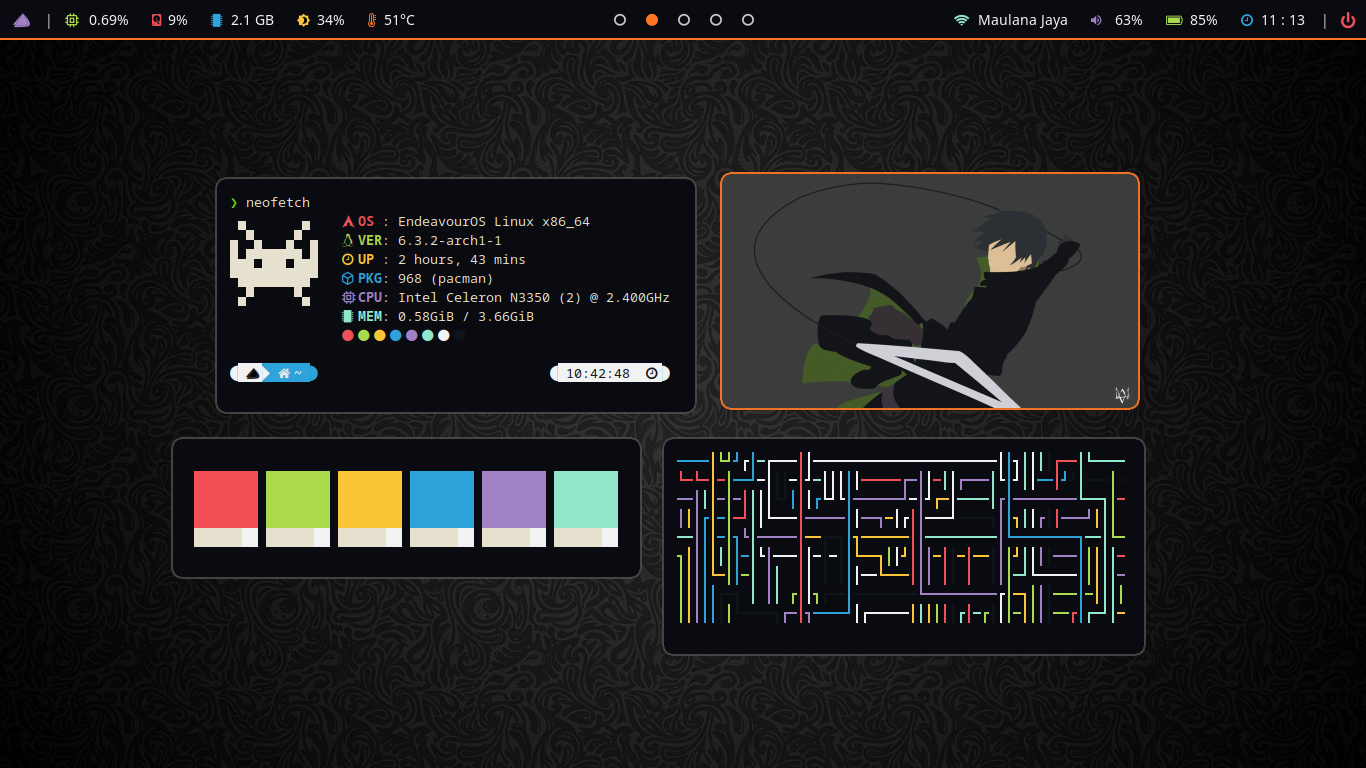 | 0.69% 9% 2.1 GB 34% 51°C Maulana Jaya 63% 85% 11 : 13 |
❯ neofetch
OS : EndeavourOS Linux x86_64
VER: 6.3.2-arch1-1
UP : 2 hours, 43 mins
PKG: 968 (pacman)
CPU: Intel Celeron N3350 (2) @ 2.400GHz
MEM: 0.58GiB / 3.66GiB
~ 10:42:48